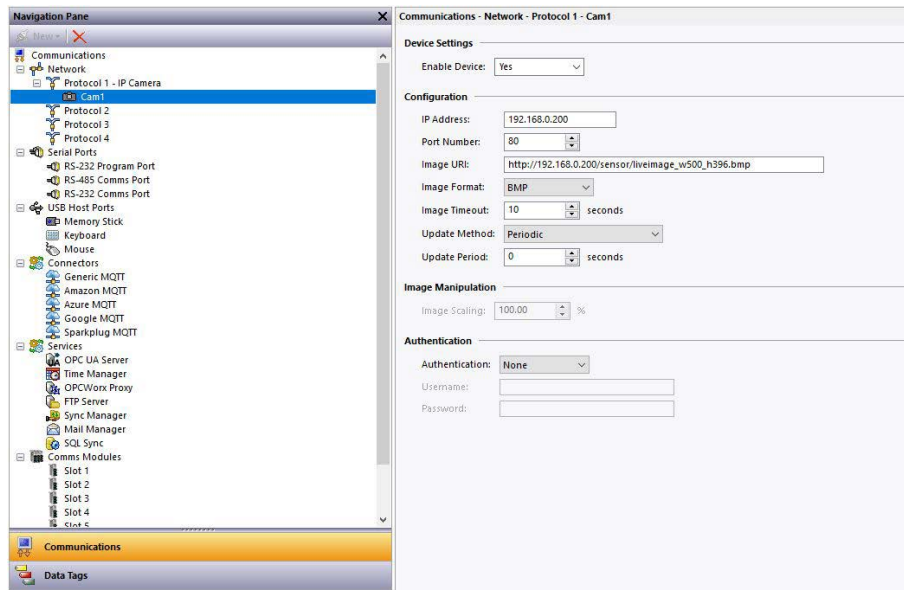 Navigation Pane
New
Communications
Network
Protocol 1 - IP Camera
Cam1
Protocol 2
Protocol 3
Protocol 4
Serial Ports
RS-232 Program Port
RS-485 Comms Port
RS-232 Comms Port
USB Host Ports
Memory Stick
Keyboard
Mouse
Connectors
Generic MQTT
Amazon MQTT
Azure MQTT
Google MQTT
Sparkplug MQTT
Services
OPC UA Server
Time Manager
OPCWorx Proxy
FTP Server
Sync Manager
Mail Manager
SQL Sync
Comms Modules
Slot 1
Slot 2
Slot 3
Slot 4
Slot 5
Communications
Data Tags
Communications - Network - Protocol 1 - Cam1
Device Settings
Enable Device: Yes
Configuration
IP Address: 192.168.0.200
Port Number: 80
Image URI: http://192.168.0.200/sensor/liveimage_w500_h396.bmp
Image Format: BMP
Image Timeout: 10 seconds
Update Method: Periodic
Update Period: 0 seconds
Image Manipulation
Image Scaling: 100.00 %
Authentication
Authentication: None
Username:
Password: